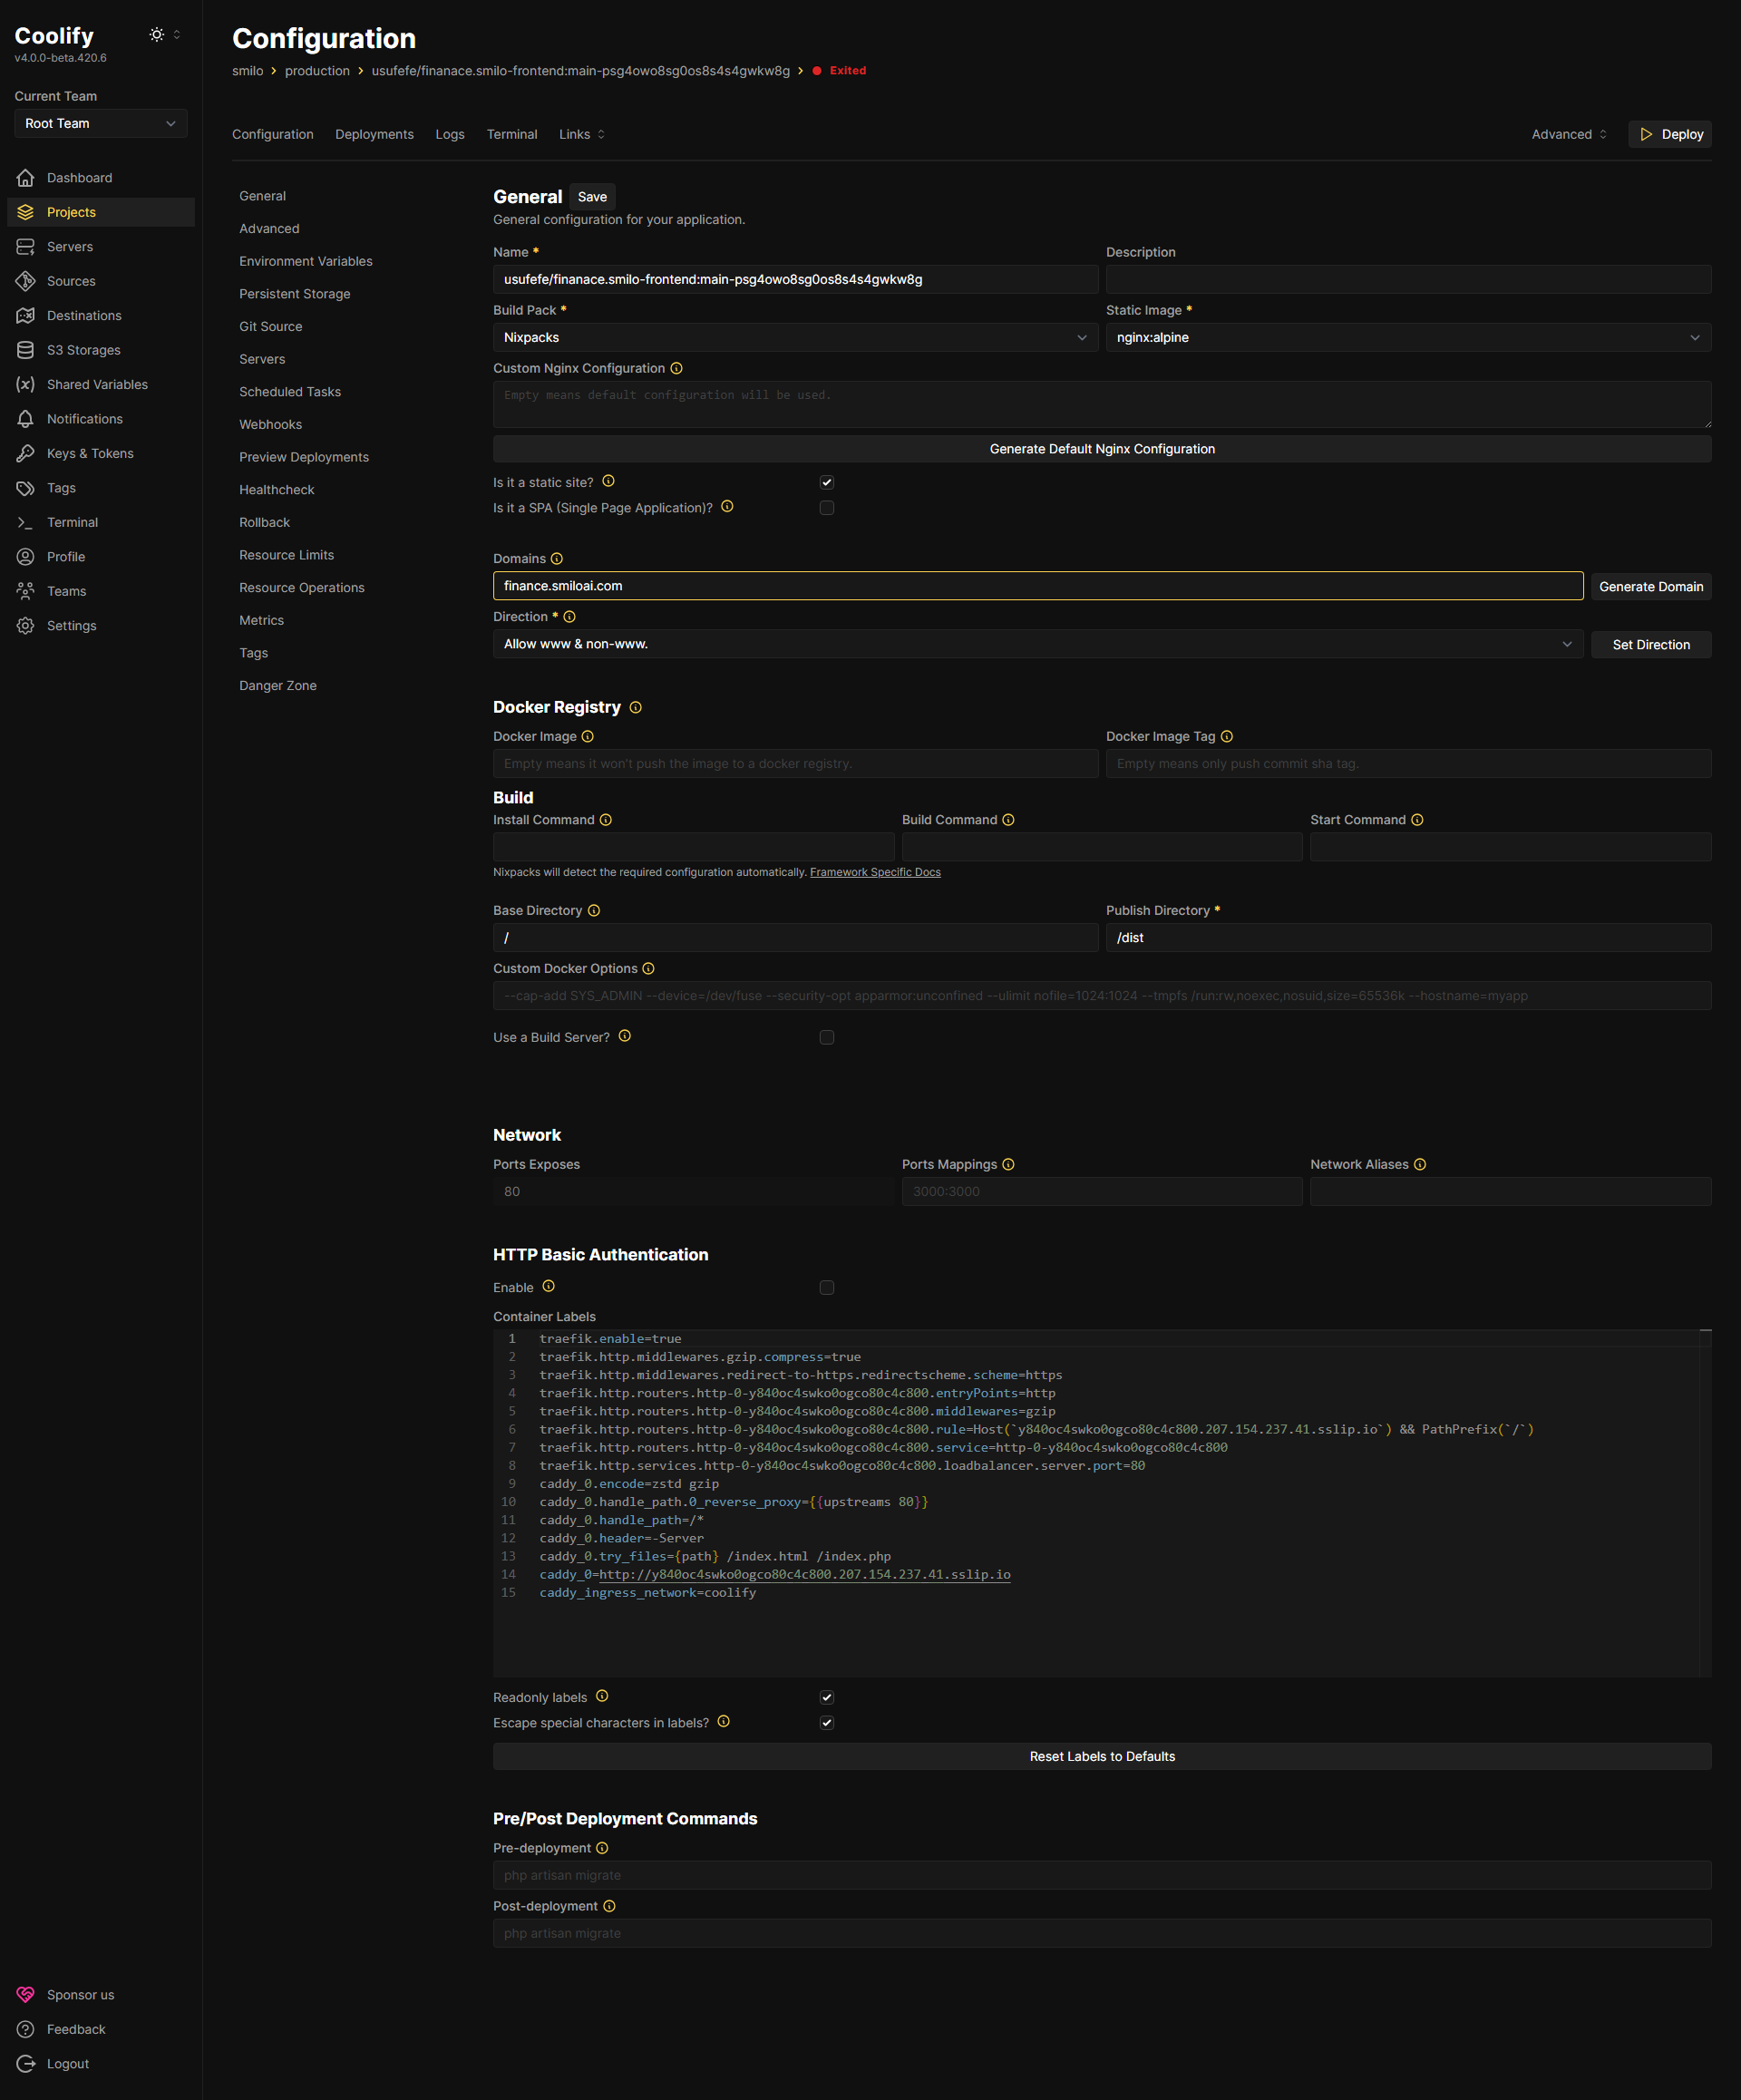 Coolify
v4.0.0-beta.420.6
Current Team
Root Team
Dashboard
Projects
Servers
Sources
Destinations
S3 Storages
Shared Variables
Notifications
Keys & Tokens
Tags
Terminal
Profile
Teams
Settings
Sponsor us
Feedback
Logout
Configuration
smilo > production > usufefe/finanace.smilo-frontend:main-psg4owo8sg0os8s4s4gwkw8g > Exited
Configuration Deployments Logs Terminal Links Advanced Deploy
General
Advanced
Environment Variables
Persistent Storage
Git Source
Servers
Scheduled Tasks
Webhooks
Preview Deployments
Healthcheck
Rollback
Resource Limits
Resource Operations
Metrics
Tags
Danger Zone
General Save
General configuration for your application.
Name * Description
usufefe/finanace.smilo-frontend:main-psg4owo8sg0os8s4s4gwkw8g
Build Pack * Static Image *
Nixpacks nginx:alpine
Custom Nginx Configuration
Empty means default configuration will be used.
Generate Default Nginx Configuration
Is it a static site?
Is it a SPA (Single Page Application)?
Domains
finance.smiloai.com Generate Domain
Direction *
Allow www & non-www. Set Direction
Docker Registry
Docker Image Docker Image Tag
Empty means it won't push the image to a docker registry. Empty means only push commit sha tag.
Build
Install Command Build Command Start Command
Nixpacks will detect the required configuration automatically. Framework Specific Docs
Base Directory Publish Directory *
/ /dist
Custom Docker Options
--cap-add SYS_ADMIN --device=/dev/fuse --security-opt apparmor:unconfined --ulimit nofile=1024:1024 --tmpfs /run:rw,noexec,nosuid,size=65536k --hostname=myapp
Use a Build Server?
Network
Ports Exposes Ports Mappings Network Aliases
80 3000:3000
HTTP Basic Authentication
Enable
Container Labels
1 traefik.enable=true
2 traefik.http.middlewares.gzip.compress=true
3 traefik.http.middlewares.redirect-to-https.redirectscheme.scheme=https
4 traefik.http.routers.http-0-y840oc4swko0ogco80c4c800.entryPoints=http
5 traefik.http.routers.http-0-y840oc4swko0ogco80c4c800.middlewares=gzip
6 traefik.http.routers.http-0-y840oc4swko0ogco80c4c800.rule=Host(`y840oc4swko0ogco80c4c800.207.154.237.41.sslip.io`) && PathPrefix(`/`)
7 traefik.http.routers.http-0-y840oc4swko0ogco80c4c800.service=http-0-y840oc4swko0ogco80c4c800
8 traefik.http.services.http-0-y840oc4swko0ogco80c4c800.loadbalancer.server.port=80
9 caddy_0.encode=zstd gzip
10 caddy_0.handle_path.0_reverse_proxy={{upstreams 80}}
11 caddy_0.handle_path=/*
12 caddy_0.header=-Server
13 caddy_0.try_files={path} /index.html /index.php
14 caddy_0=http://y840oc4swko0ogco80c4c800.207.154.237.41.sslip.io
15 caddy_ingress_network=coolify
Readonly labels
Escape special characters in labels?
Reset Labels to Defaults
Pre/Post Deployment Commands
Pre-deployment
php artisan migrate
Post-deployment
php artisan migrate